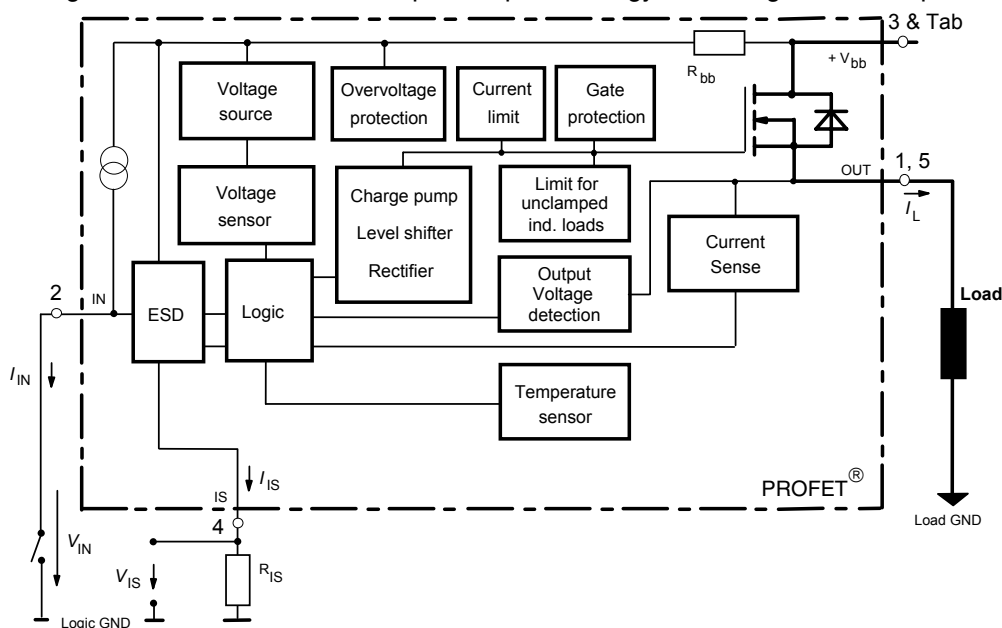 3 & Tab
R bb
+ V bb
Voltage
source
Overvoltage
protection
Current
limit
Gate
protection
Voltage
sensor
Charge pump
Level shifter
Rectifier
Limit for
unclamped
ind. loads
OUT
1, 5
I L
Current
Sense
Output
Voltage
detection
2
IN
ESD
Logic
Load
I IN
Temperature
sensor
I IS
IS
PROFET®
4
Load GND
V IN
V IS
R IS
Logic GND